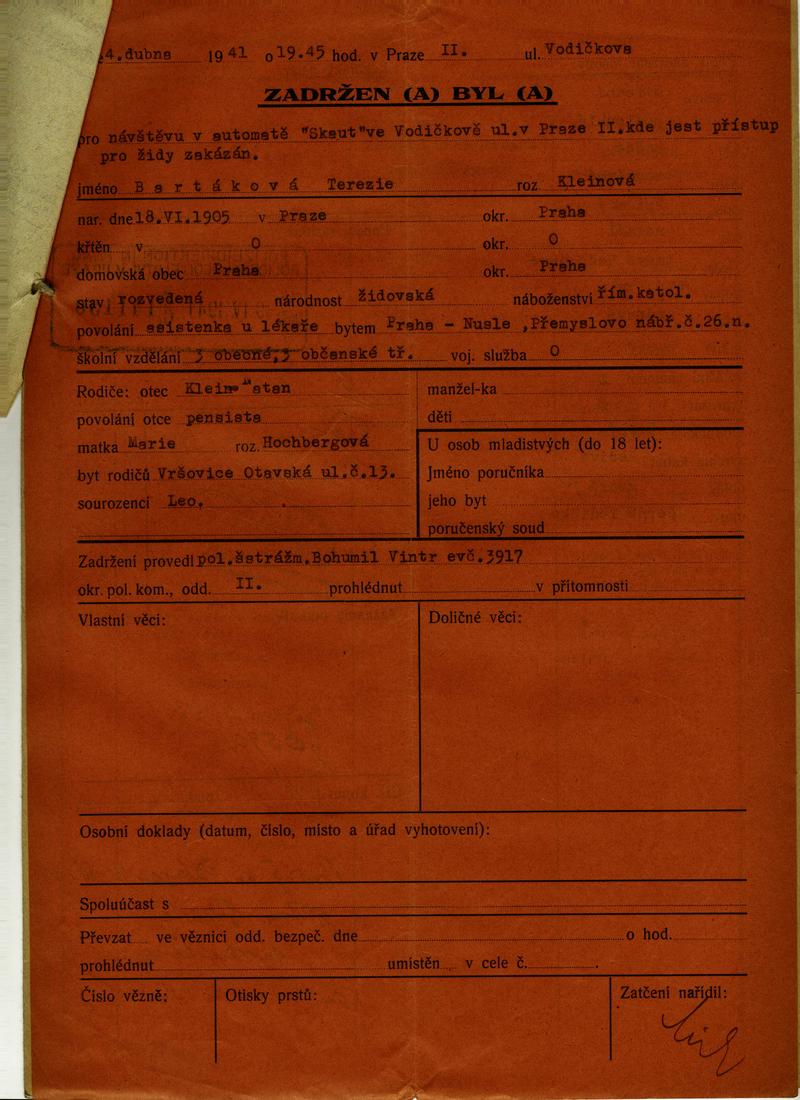 4.dubna 1941 o 19.45 hod. v Praze II. ul. Vodičkova
ZADRŽEN (A) BYL (A)
pro návštěvu v automatě "Skaut"ve Vodičkově ul.v Praze II.kde jest přístup
pro židy zakázán.
jméno Bartáková Terezie roz. Kleinová
nar. dne 18.VI.1905 v Praze okr. Praha
křtěn v 0 okr. 0
domovská obec Praha okr. Praha
stav rozvedená národnost židovská náboženství řím.katol.
povolání asistenka u lékaře bytem Praha - Nusle ,Přemyslovo nábř.č.26.n.
školní vzdělání 5 obecné,3 občanské tř. voj. služba 0
Rodiče: otec Klein
povolání otce pensista
matka Marie roz. Hochbergová
byt rodičů Vršovice Otavská ul.č.13.
sourozenci Leo.
manžel-ka
děti
U osob mladistvých (do 18 let):
Jméno poručníka
jeho byt
poručenský soud
Zadržení provedl pol.šstrážm.Bohumil Vintr evč.3917
okr. pol. kom., odd. II. prohlédnut v přítomnosti
Vlastní věci:
Doličné věci:
Osobní doklady (datum, číslo, místo a úřad vyhotovení):
Spoluúčast s
Převzat ve věznici odd. bezpeč. dne o hod.
prohlédnut umístěn v cele č.
Číslo vězně:
Otisky prstů:
Zatčení nařídil: